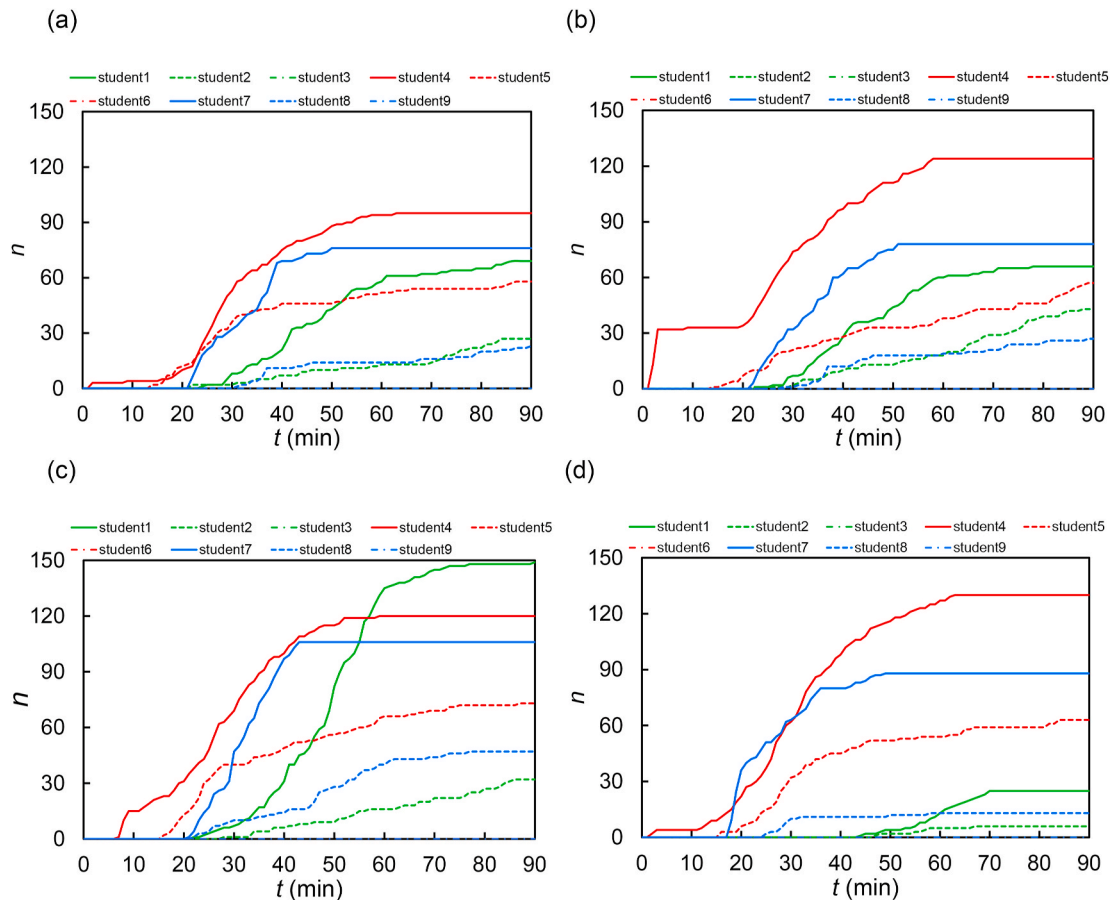 (a)
student1 student2 student3 student4 student5
student6 student7 student8 student9
150
120
90
60
30
0
n
0 10 20 30 40 50 60 70 80 90
t (min)
(b)
student1 student2 student3 student4 student5
student6 student7 student8 student9
150
120
90
60
30
0
n
0 10 20 30 40 50 60 70 80 90
t (min)
(c)
student1 student2 student3 student4 student5
student6 student7 student8 student9
150
120
90
60
30
0
n
0 10 20 30 40 50 60 70 80 90
t (min)
(d)
student1 student2 student3 student4 student5
student6 student7 student8 student9
150
120
90
60
30
0
n
0 10 20 30 40 50 60 70 80 90
t (min)